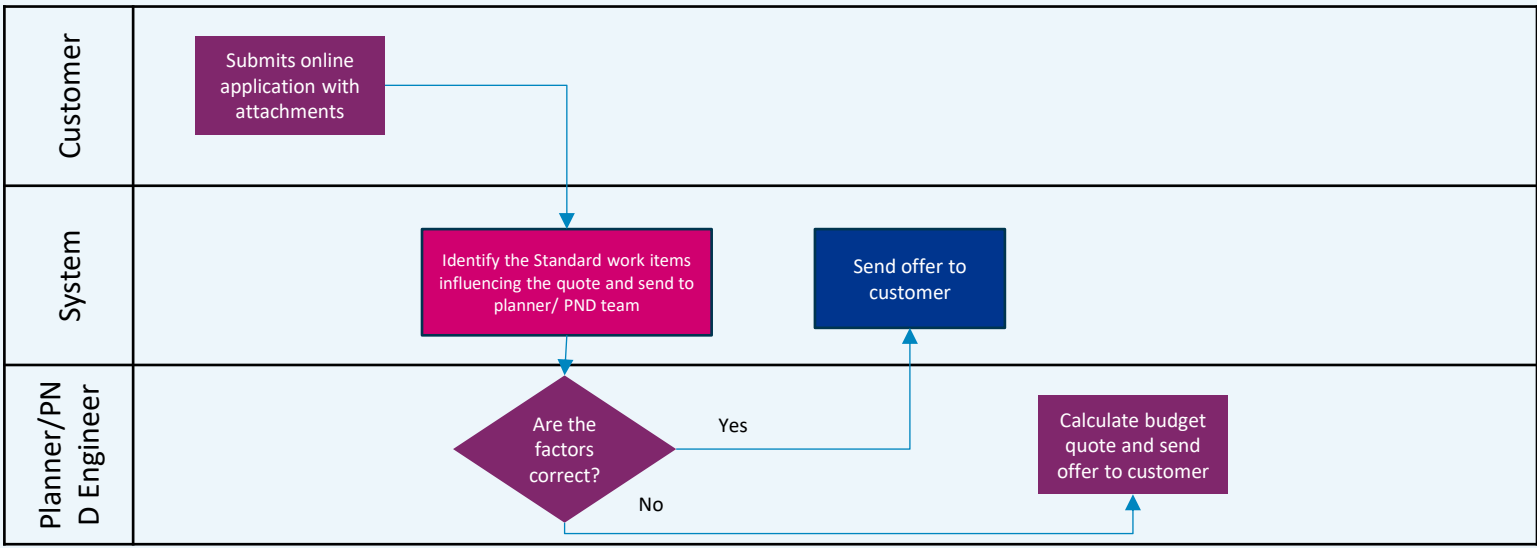 Customer
Submits online
application with
attachments
System
Identify the Standard work items
influencing the quote and send to
planner/ PND team
Send offer to
customer
Planner/PN
D Engineer
Are the
factors
correct?
Yes
No
Calculate budget
quote and send
offer to customer